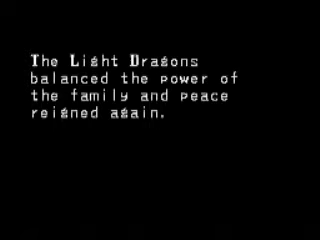 The Light Dragons
balanced the power of
the family and peace
reigned again.